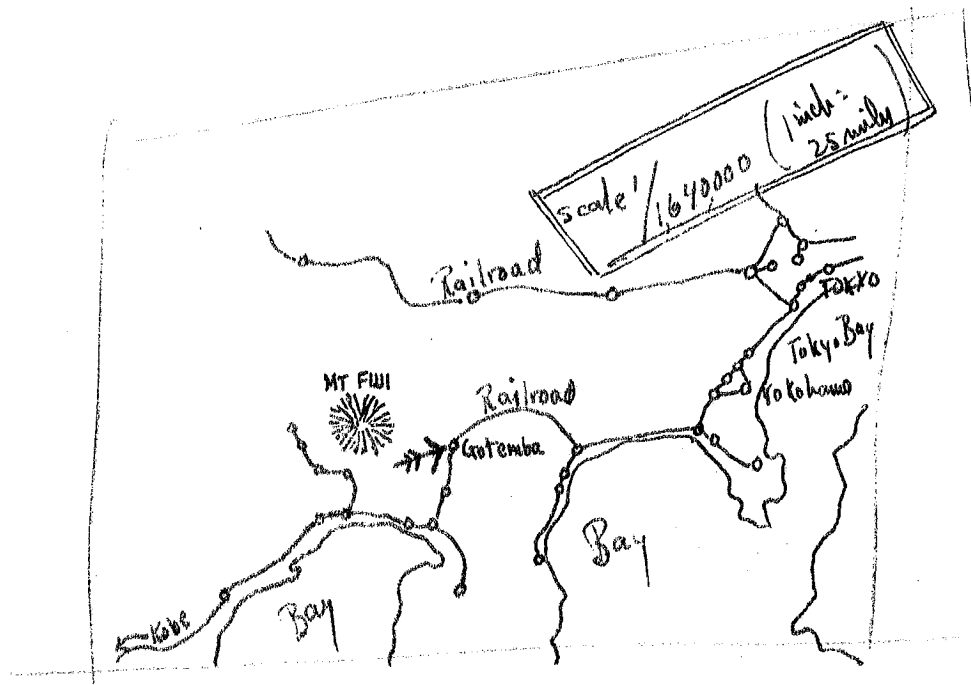 scale 1/1,640,000
(1 inch =
25 miles)
Railroad
TOKYO
Tokyo Bay
Yokohama
MT FUJI
Railroad
Gotemba
Bay
Bay
Kobe